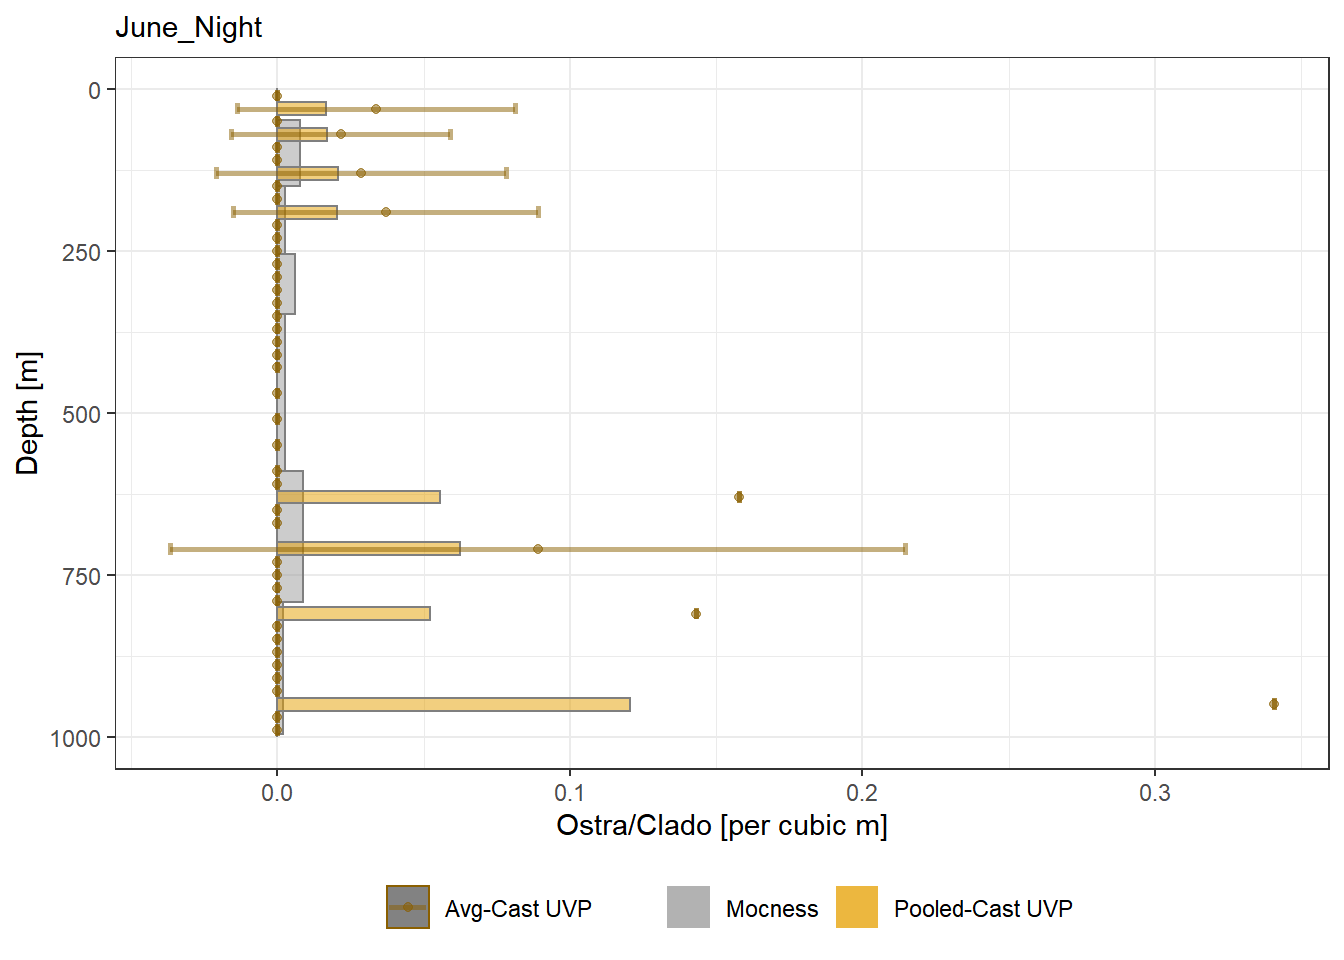 June_Night
0
250
500
750
1000
Depth [m]
0.0 0.1 0.2 0.3
Ostra/Clado [per cubic m]
Avg-Cast UVP Mocness Pooled-Cast UVP